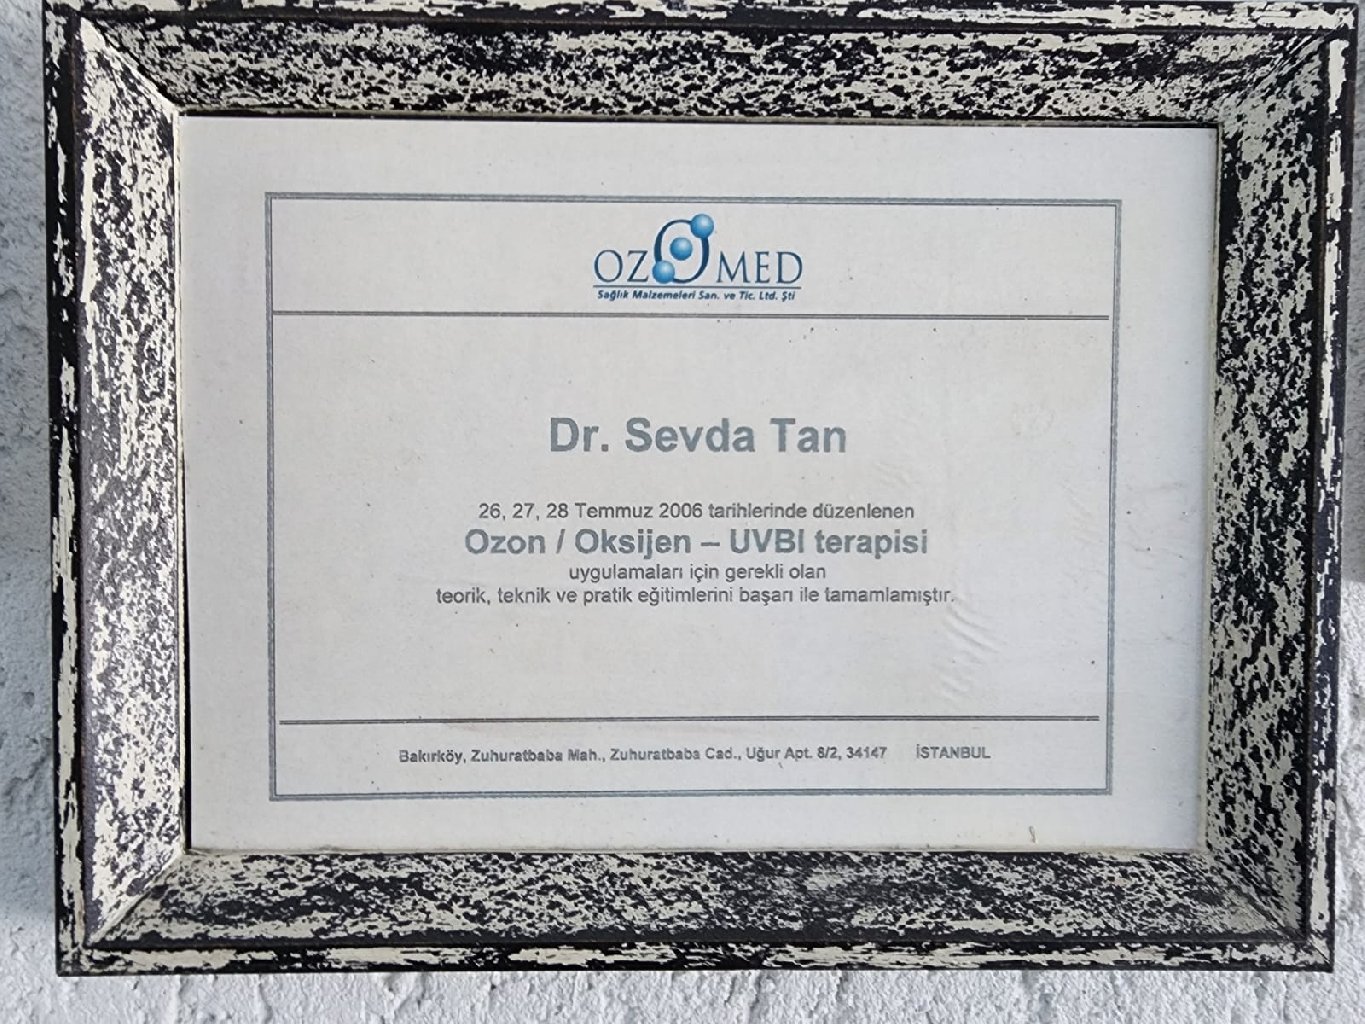 OZOMED
Sağlık Malzemeleri San. ve Tic. Ltd. Şti
Dr. Sevda Tan
26, 27, 28 Temmuz 2006 tarihlerinde düzenlenen
Ozon / Oksijen – UVBI terapisi
uygulamaları için gerekli olan
teorik, teknik ve pratik eğitimlerini başarı ile tamamlamıştır.
Bakırköy, Zuhuratbaba Mah., Zuhuratbaba Cad., Uğur Apt. 8/2, 34147 İSTANBUL